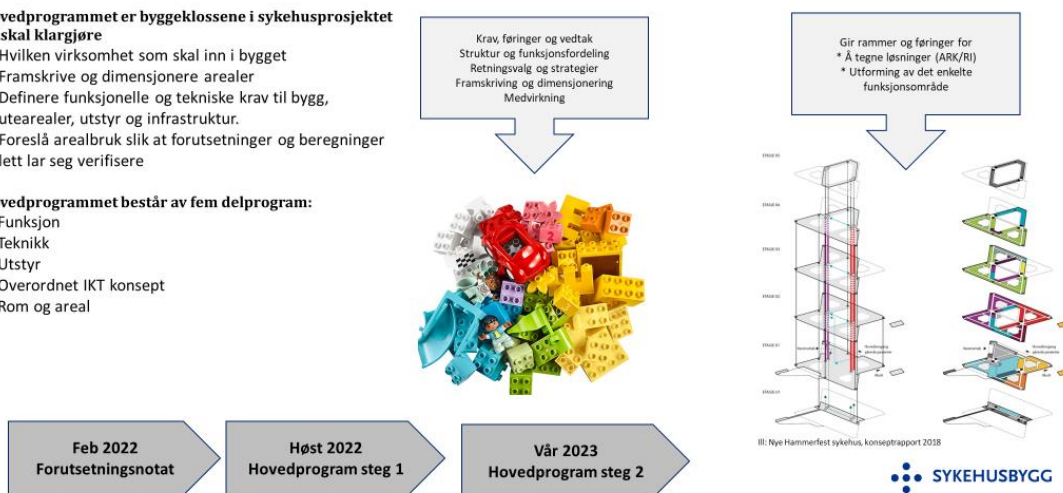 vedprogrammet er byggeklossene i sykehusprosjektet
skal klargjøre
Hvilken virksomhet som skal inn i bygget
Framskrive og dimensjonere arealer
Definere funksjonelle og tekniske krav til bygg,
utearealer, utstyr og infrastruktur.
Foreslå arealbruk slik at forutsetninger og beregninger
lett lar seg verifisere
vedprogrammet består av fem delprogram:
Funksjon
Teknikk
Utstyr
Overordnet IKT konsept
Rom og areal
Krav, føringer og vedtak
Struktur og funksjonsfordeling
Retningsvalg og strategier
Framskriving og dimensjonering
Medvirkning
Gir rammer og føringer for
* Å tegne løsninger (ARK/RI)
* Utforming av det enkelte
funksjonsområde
2
Ill: Nye Hammerfest sykehus, konseptrapport 2018
Feb 2022
Forutsetningsnotat
Høst 2022
Hovedprogram steg 1
Vår 2023
Hovedprogram steg 2
SYKEHUSBYGG